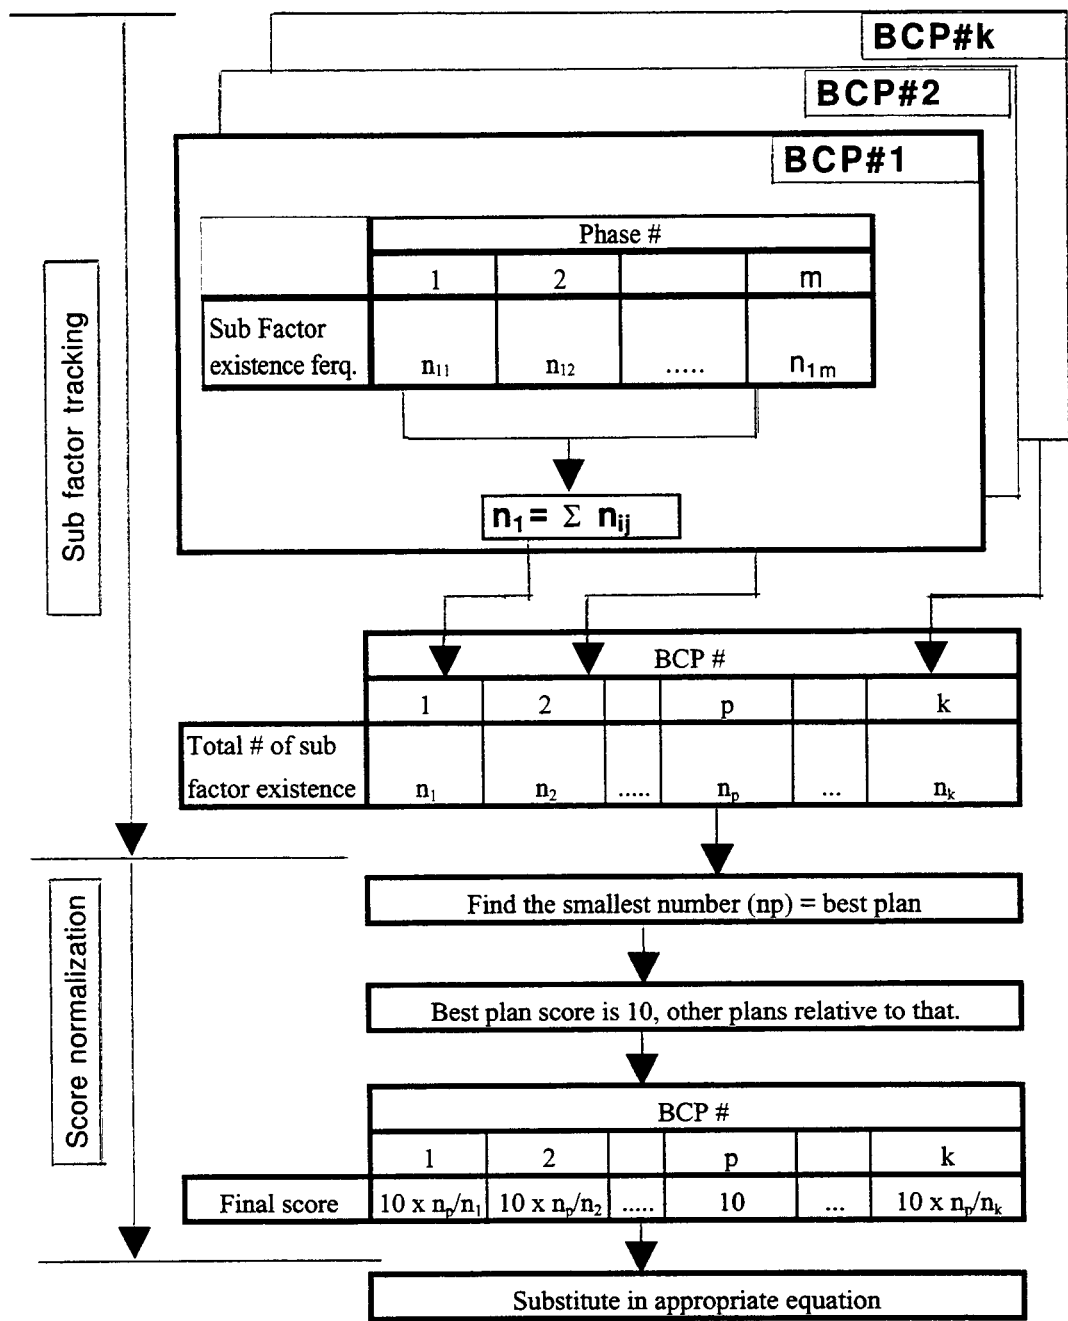 BCP#k
BCP#2
BCP#1
Phase #
1 2 m
Sub Factor
existence ferq. n₁₁ n₁₂ ..... n₁ₘ
n₁ = Σ nᵢⱼ
Sub factor tracking
BCP #
1 2 p k
Total # of sub
factor existence n₁ n₂ ..... nₚ ... nₖ
Find the smallest number (np) = best plan
Best plan score is 10, other plans relative to that.
Score normalization
BCP #
1 2 p k
Final score 10 x nₚ/n₁ 10 x nₚ/n₂ ..... 10 ... 10 x nₚ/nₖ
Substitute in appropriate equation